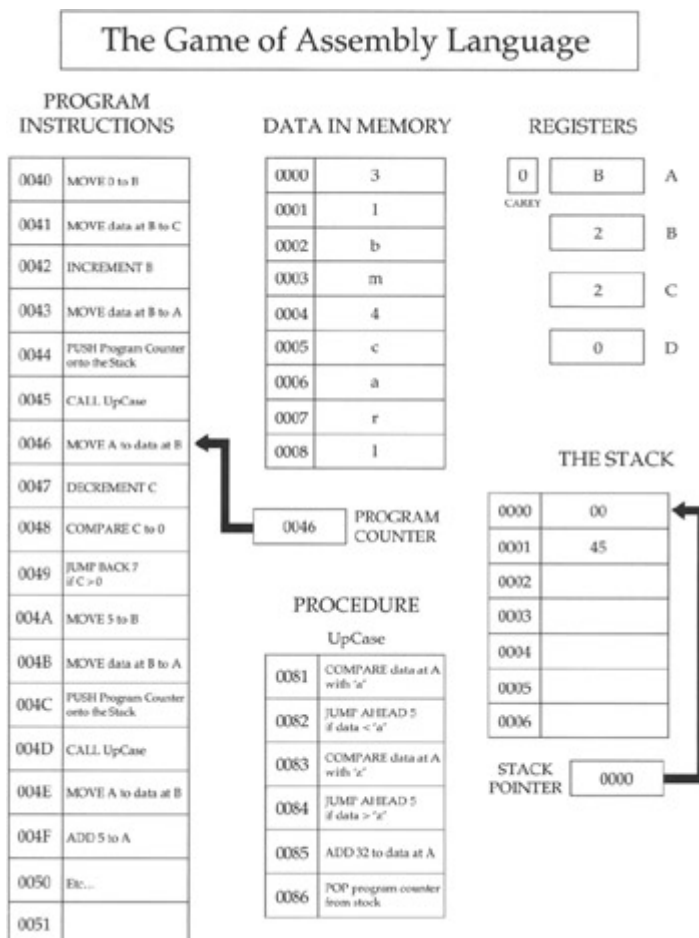 The Game of Assembly Language
PROGRAM
INSTRUCTIONS
0040 MOVE 0 to B
0041 MOVE data at B to C
0042 INCREMENT B
0043 MOVE data at B to A
0044 PUSH Program Counter
onto the Stack
0045 CALL UpCase
0046 MOVE A to data at B
0047 DECREMENT C
0048 COMPARE C to 0
0049 JUMP BACK 7
if C > 0
004A MOVE 5 to B
004B MOVE data at B to A
004C PUSH Program Counter
onto the Stack
004D CALL UpCase
004E MOVE A to data at B
004F ADD 5 to A
0050 Etc...
0051
DATA IN MEMORY
0000 3
0001 l
0002 b
0003 m
0004 4
0005 c
0006 a
0007 r
0008 l
0046
PROGRAM
COUNTER
PROCEDURE
UpCase
0081 COMPARE data at A
with 'a'
0082 JUMP AHEAD 5
if data < 'a'
0083 COMPARE data at A
with 'z'
0084 JUMP AHEAD 5
if data > 'z'
0085 ADD 32 to data at A
0086 POP program counter
from stock
REGISTERS
0 B A
CAREY
2 B
2 C
0 D
THE STACK
0000 00
0001 45
0002
0003
0004
0005
0006
STACK
POINTER
0000